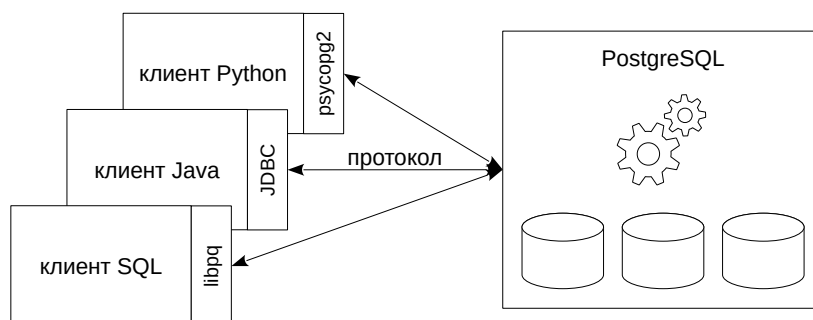 клиент Python
psycopg2
клиент Java
JDBC
клиент SQL
libpq
протокол
PostgreSQL